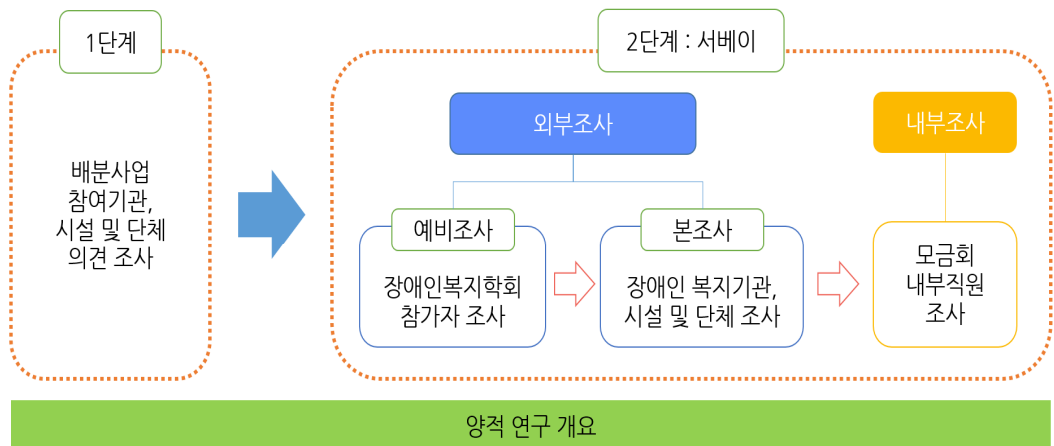 1단계
배분사업
참여기관,
시설 및 단체
의견 조사
2단계 : 서베이
외부조사
예비조사
장애인복지학회
참가자 조사
본조사
장애인 복지기관,
시설 및 단체 조사
내부조사
모금회
내부직원
조사
양적 연구 개요